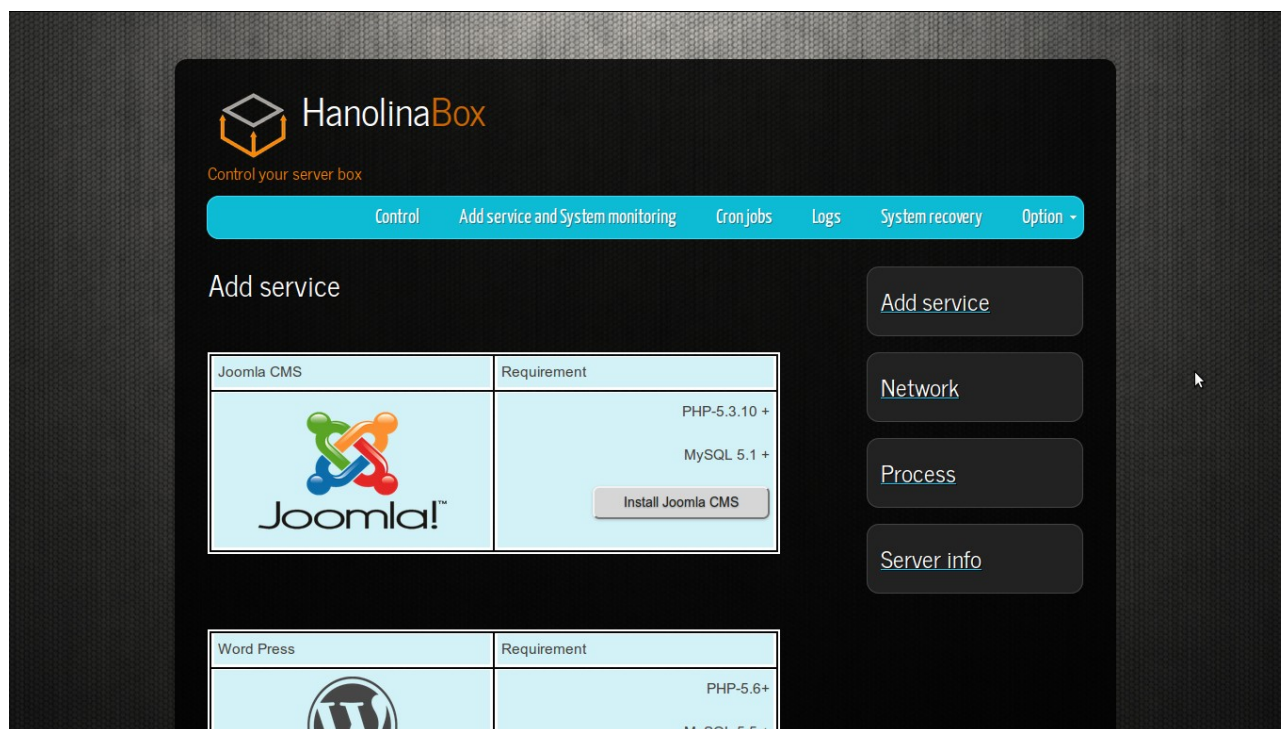 HanolinaBox
Control your server box
Control Add service and System monitoring Cron jobs Logs System recovery Option
Add service
Joomla CMS Requirement
Joomla!™
PHP-5.3.10 +
MySQL 5.1 +
Install Joomla CMS
Word Press Requirement
PHP-5.6+
Add service
Network
Process
Server info